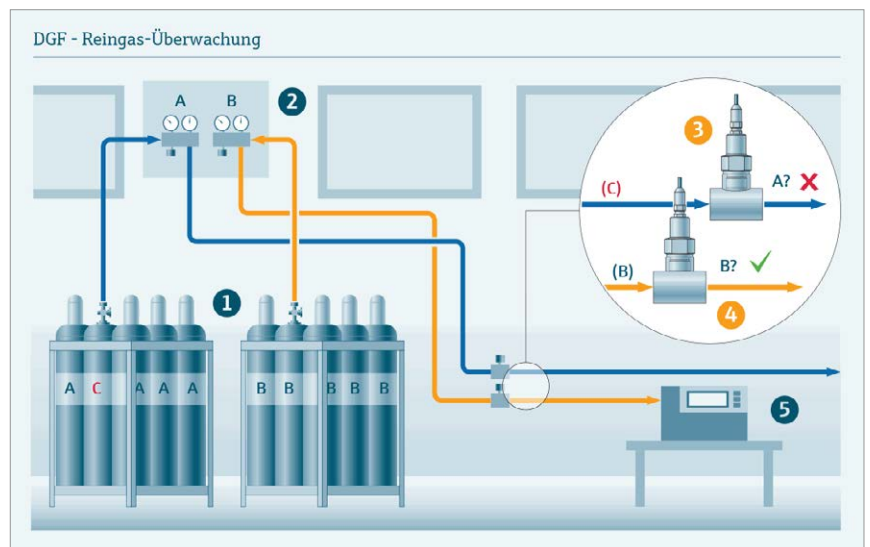 DGF - Reingas-Überwachung
A B 2
3
(C) A? X
(B) B? ✓
4
1
A C A A A
B B B B B
5